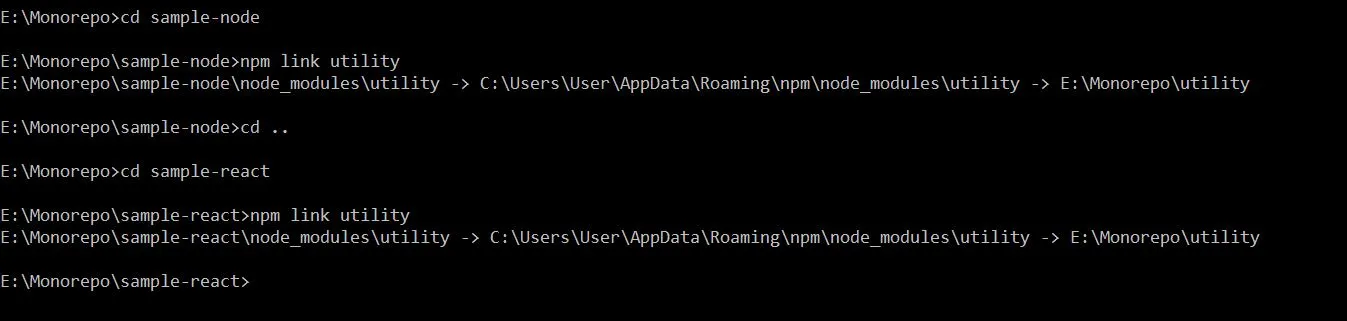 E:\Monorepo>cd sample-node
E:\Monorepo\sample-node>npm link utility
E:\Monorepo\sample-node\node_modules\utility -> C:\Users\User\AppData\Roaming\npm\node_modules\utility -> E:\Monorepo\utility
E:\Monorepo\sample-node>cd ..
E:\Monorepo>cd sample-react
E:\Monorepo\sample-react>npm link utility
E:\Monorepo\sample-react\node_modules\utility -> C:\Users\User\AppData\Roaming\npm\node_modules\utility -> E:\Monorepo\utility
E:\Monorepo\sample-react>